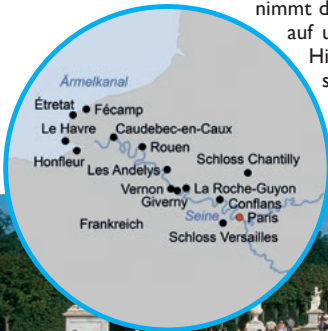 nimmt d
auf u
Hi
s
Ärmelkanal
Étretat
Fécamp
Le Havre
Caudebec-en-Caux
Honfleur
Rouen
Les Andelys
Schloss Chantilly
Vernon
La Roche-Guyon
Giverny
Conflans
Seine
Paris
Frankreich
Schloss Versailles